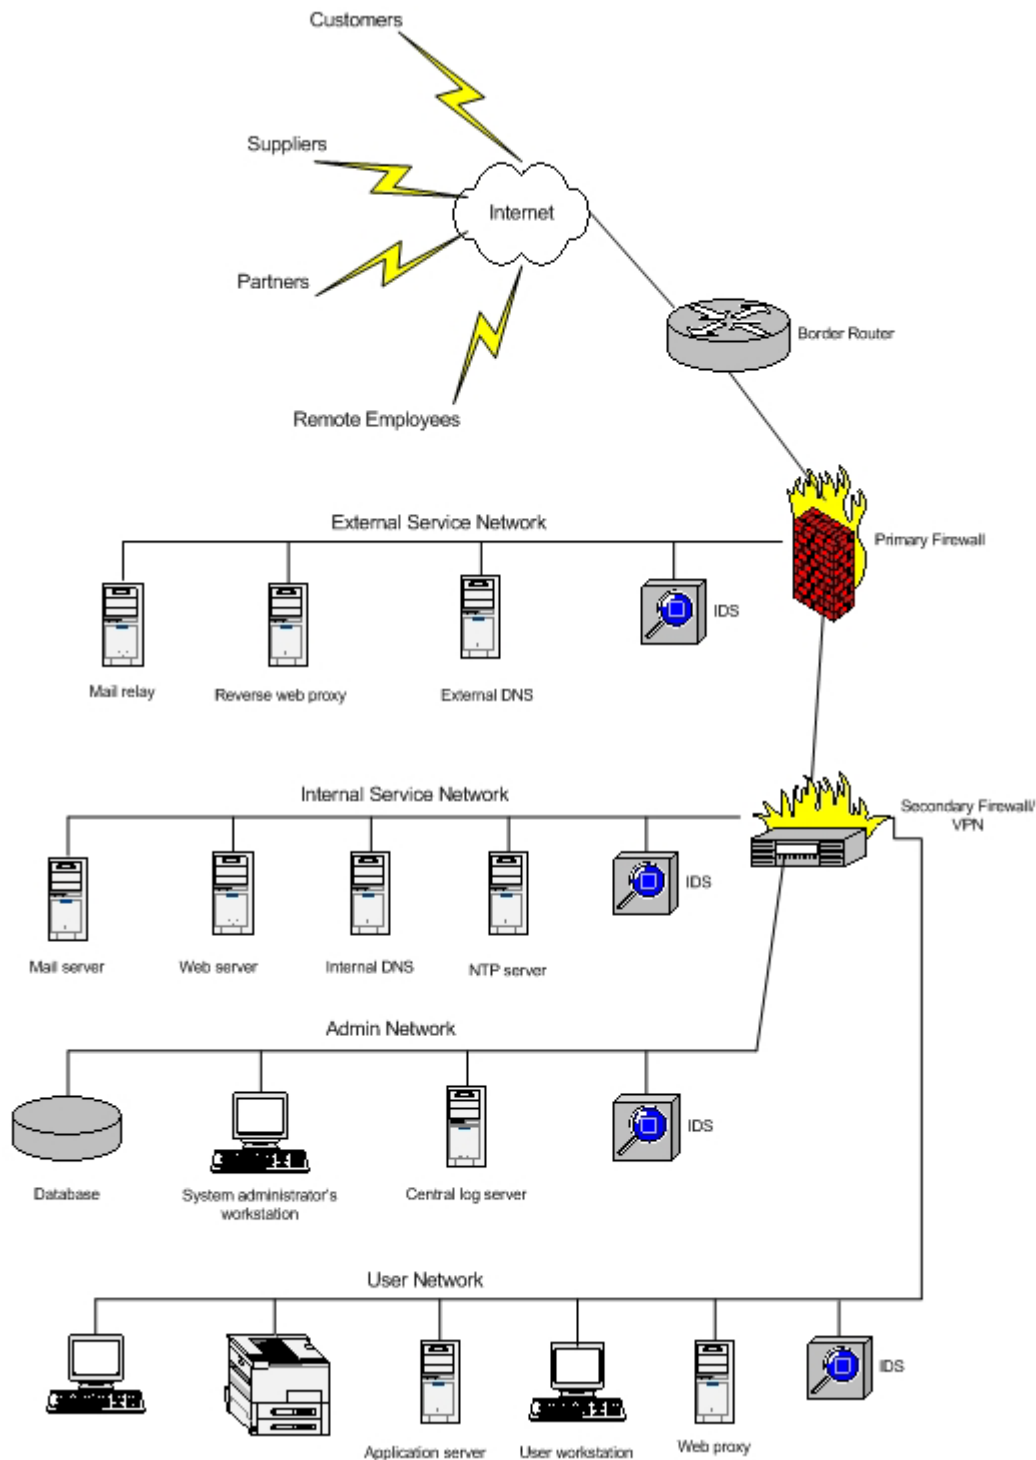 Customers
Suppliers
Internet
Partners
Border Router
Remote Employees
External Service Network
Primary Firewall
IDS
Mail relay
Reverse web proxy
External DNS
Internal Service Network
Secondary Firewall/
VPN
IDS
Mail server
Web server
Internal DNS
NTP server
Admin Network
IDS
Database
System administrator's
workstation
Central log server
User Network
IDS
Application server
User workstation
Web proxy